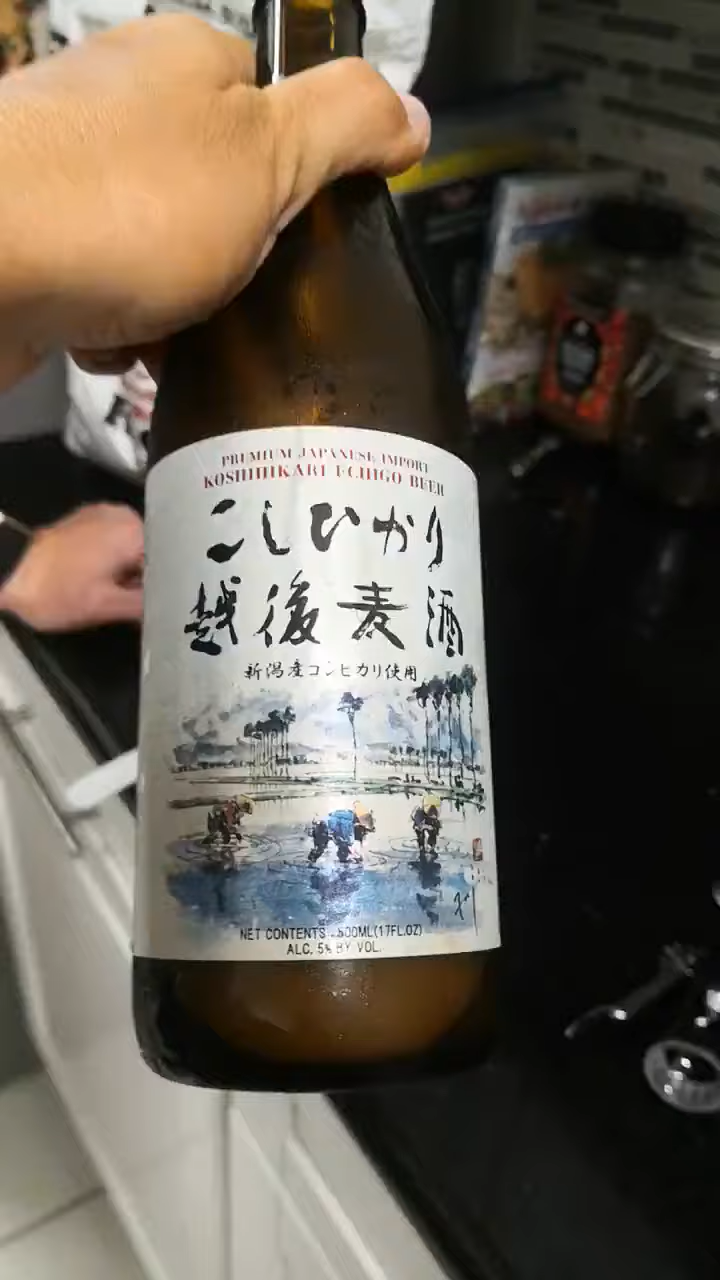 PREMIUM JAPANESE IMPORT
KOSHIHIKARI ECHIGO BEER
こしひかり
越後麦酒
新潟産コシヒカリ使用
NET CONTENTS : 500ML(17FL.OZ)
ALC. 5% BY VOL.